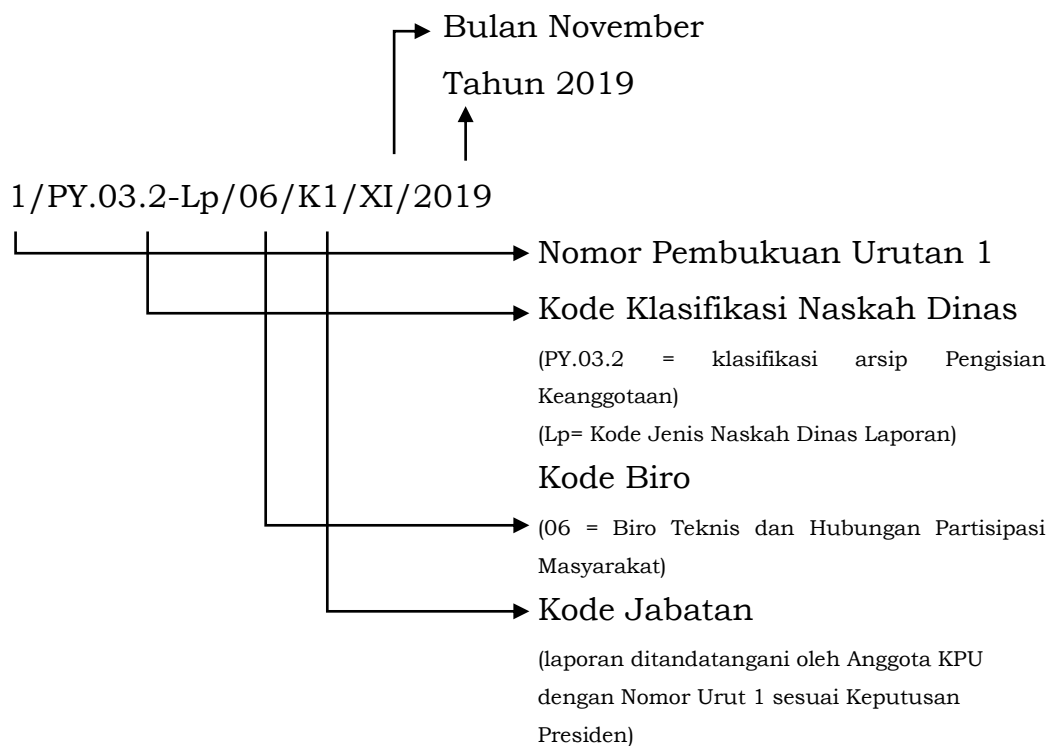 Bulan November
Tahun 2019
1/PY.03.2-Lp/06/K1/XI/2019
Nomor Pembukuan Urutan 1
Kode Klasifikasi Naskah Dinas
(PY.03.2 = klasifikasi arsip Pengisian
Keanggotaan)
(Lp= Kode Jenis Naskah Dinas Laporan)
Kode Biro
(06 = Biro Teknis dan Hubungan Partisipasi
Masyarakat)
Kode Jabatan
(laporan ditandatangani oleh Anggota KPU
dengan Nomor Urut 1 sesuai Keputusan
Presiden)